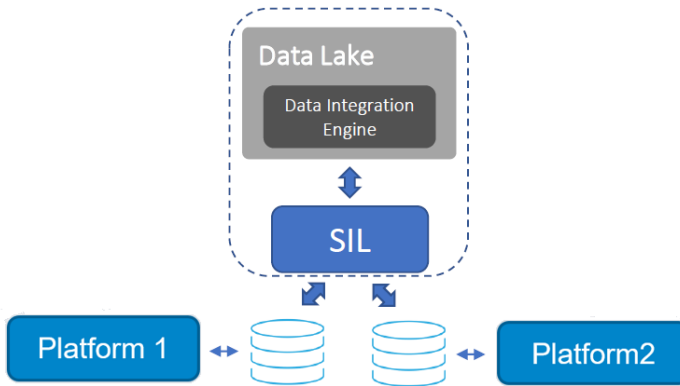 Data Lake
Data Integration
Engine
SIL
Platform 1
Platform2